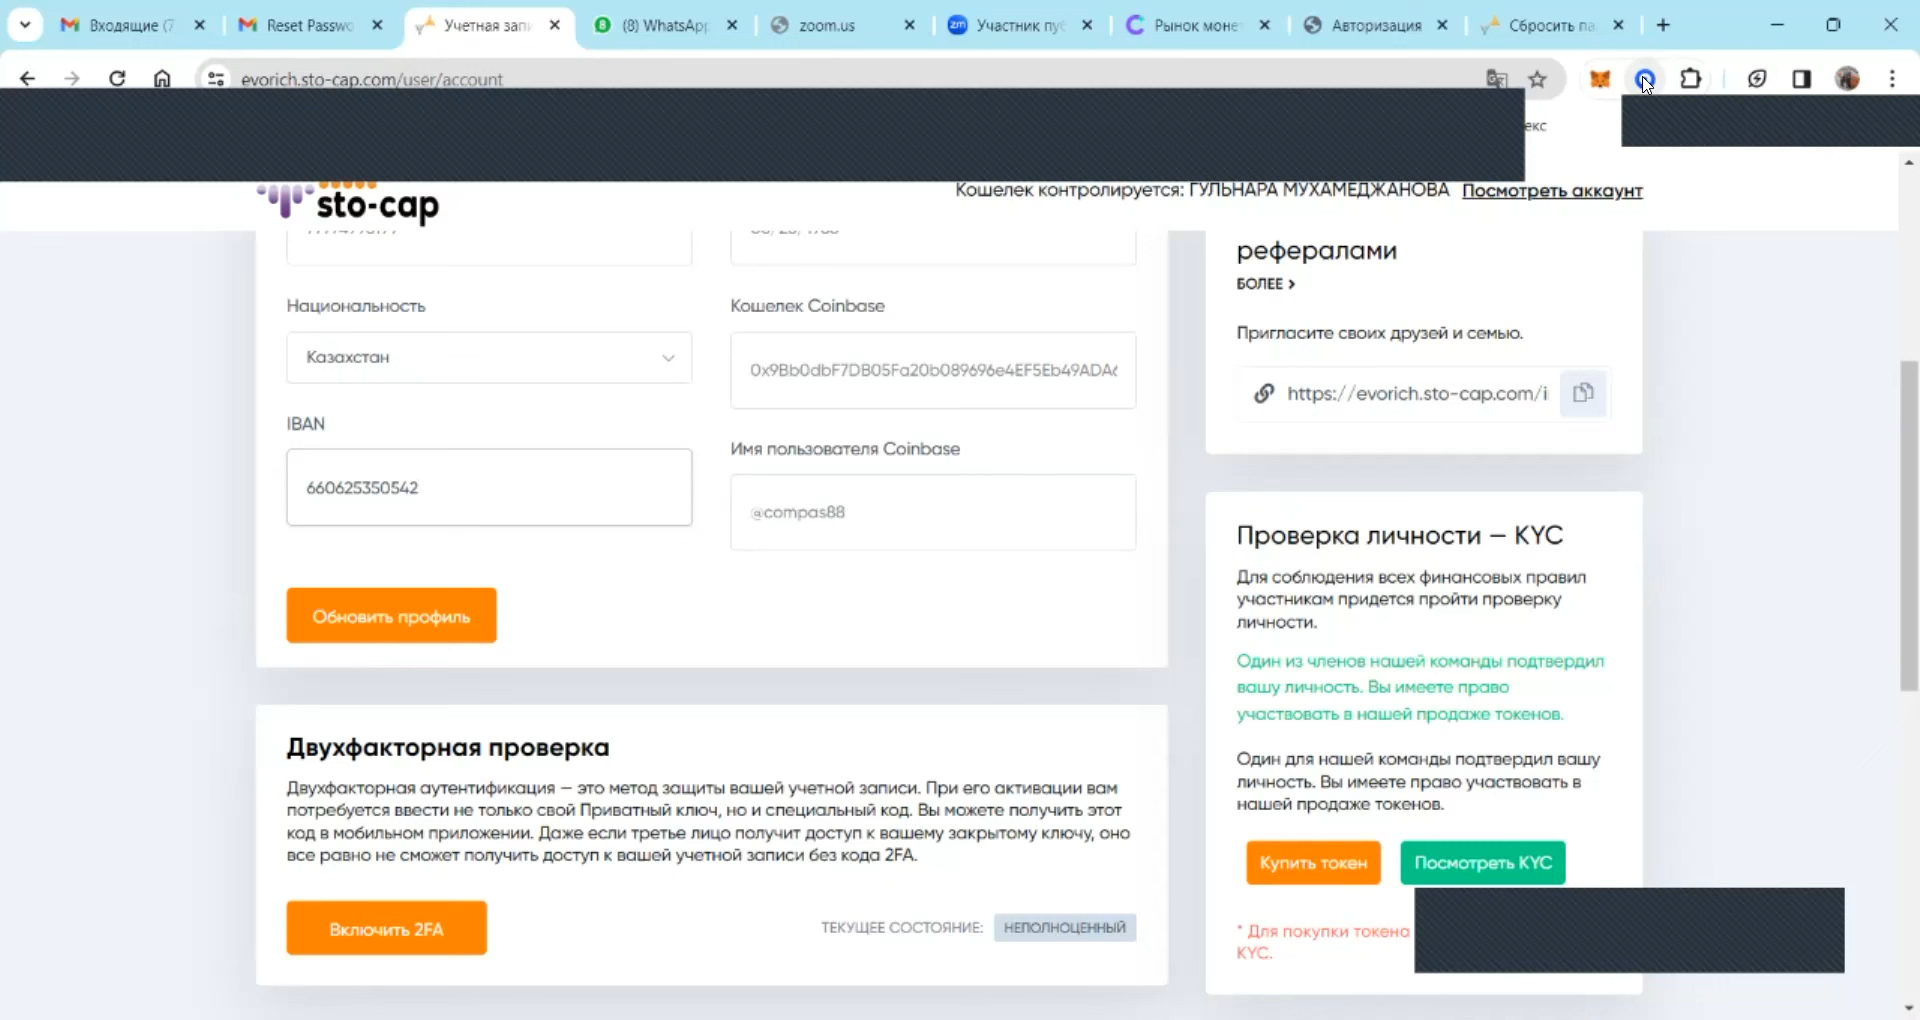 Входящие (7
Reset Passwo
Учетная запи
(8) WhatsApp
zoom.us
Участник пу
Рынок моне
Авторизация
Сбросить па
evorich.sto-cap.com/user/account
екс
sto-cap
Кошелек контролируется: ГУЛЬНАРА МУХАМЕДЖАНОВА Посмотреть аккаунт
Национальность
Казахстан
IBAN
660625350542
Обновить профиль
Кошелек Coinbase
0x9Bb0dbF7DB05Fa20b089696e4EF5Eb49ADA
Имя пользователя Coinbase
@compas88
рефералами
БОЛЕЕ >
Пригласите своих друзей и семью.
https://evorich.sto-cap.com/i
Проверка личности — KYC
Для соблюдения всех финансовых правил
участникам придется пройти проверку
личности.
Один из членов нашей команды подтвердил
вашу личность. Вы имеете право
участвовать в нашей продаже токенов.
Один для нашей команды подтвердил вашу
личность. Вы имеете право участвовать в
нашей продаже токенов.
Купить токен
Посмотреть KYC
* Для покупки токена
KYC.
Двухфакторная проверка
Двухфакторная аутентификация — это метод защиты вашей учетной записи. При его активации вам
потребуется ввести не только свой Приватный ключ, но и специальный код. Вы можете получить этот
код в мобильном приложении. Даже если третье лицо получит доступ к вашему закрытому ключу, оно
все равно не сможет получить доступ к вашей учетной записи без кода 2FA.
Включить 2FA
ТЕКУЩЕЕ СОСТОЯНИЕ: НЕПОЛНОЦЕННЫЙ